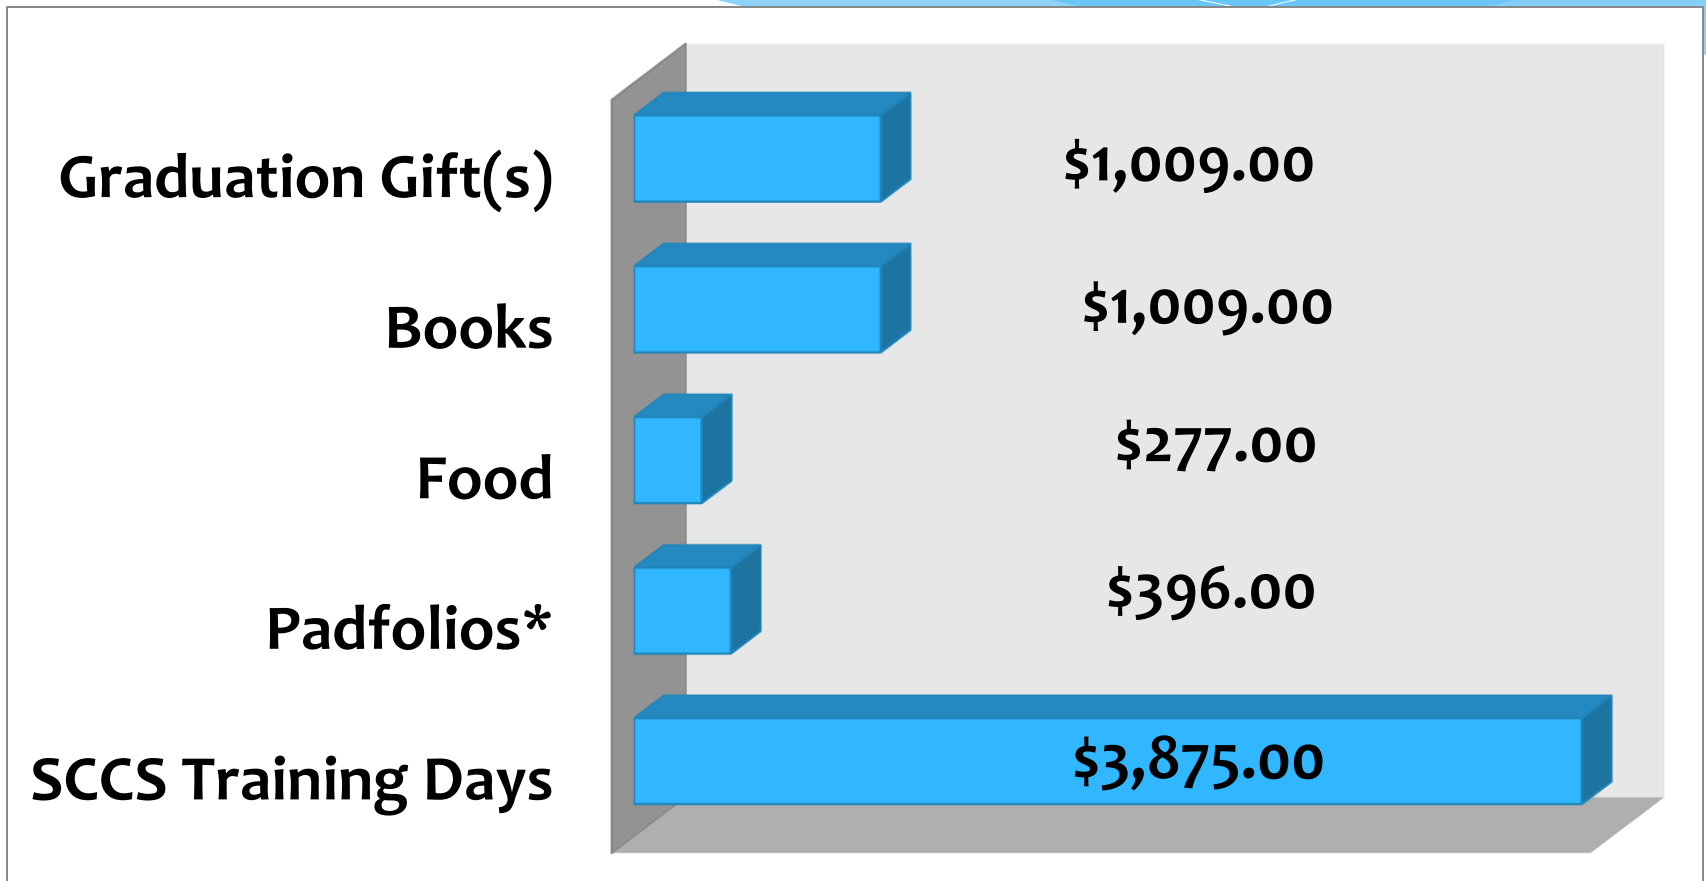 Graduation Gift(s) $1,009.00
Books $1,009.00
Food $277.00
Padfolios* $396.00
SCCS Training Days $3,875.00